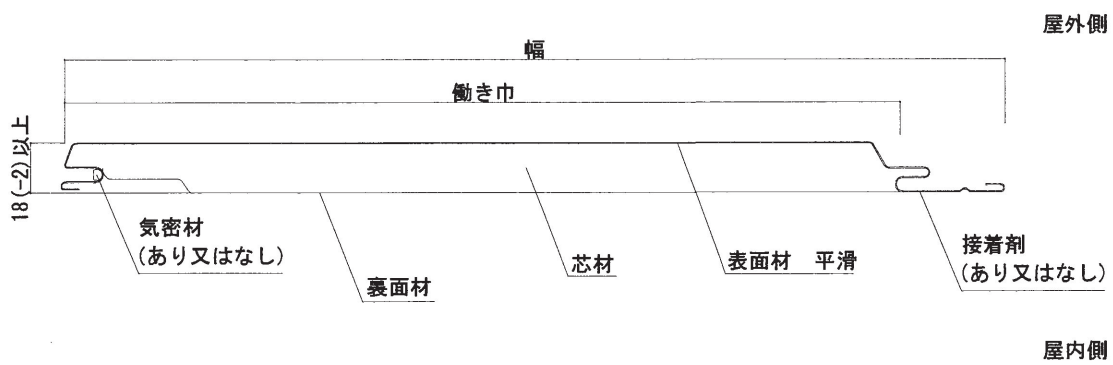 屋外側
幅
働き巾
18(-2)以上
気密材
(あり又はなし)
裏面材
芯材
表面材　平滑
接着剤
(あり又はなし)
屋内側